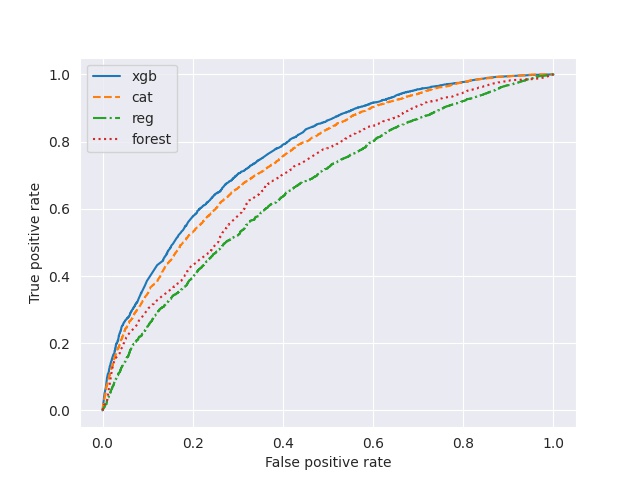 xgb
cat
reg
forest
1.0
0.8
0.6
0.4
0.2
0.0
True positive rate
0.0 0.2 0.4 0.6 0.8 1.0
False positive rate